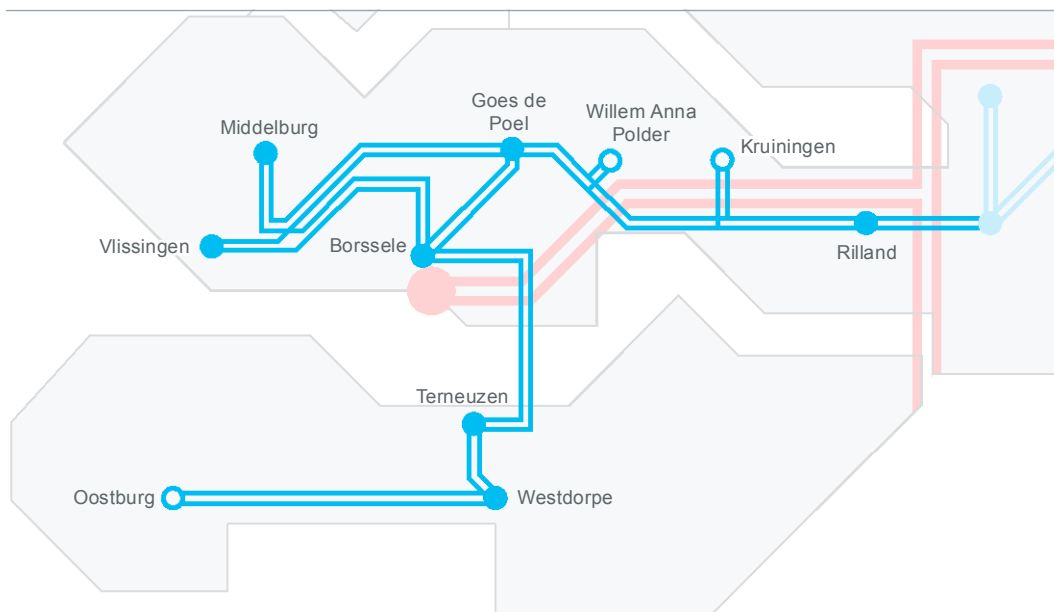 Goes de
Poel
Willem Anna
Polder
Middelburg
Kruiningen
Vlissingen
Borssele
Rilland
Terneuzen
Oostburg
Westdorpe